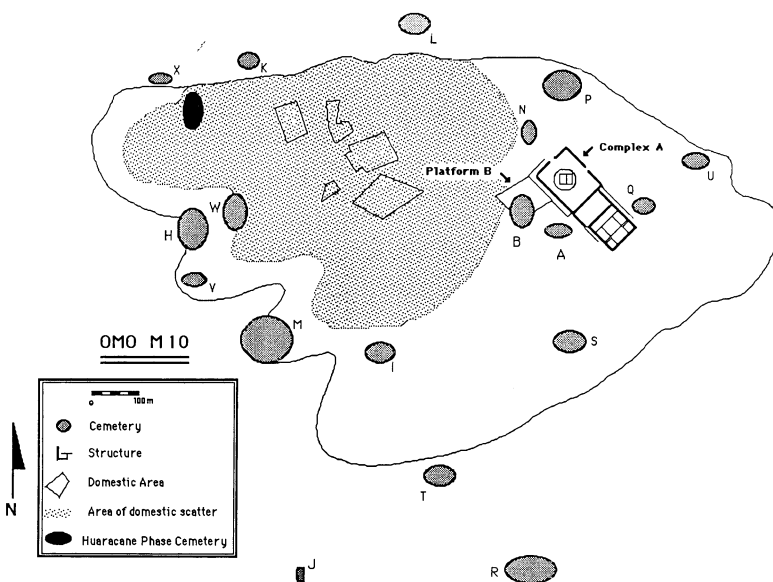 L
K
X
P
N
Complex A
Platform B
U
Q
W
H
B
A
V
M
S
I
OMO M10
0 100m
Cemetery
Structure
Domestic Area
Area of domestic scatter
Huaracane Phase Cemetery
N
T
J
R